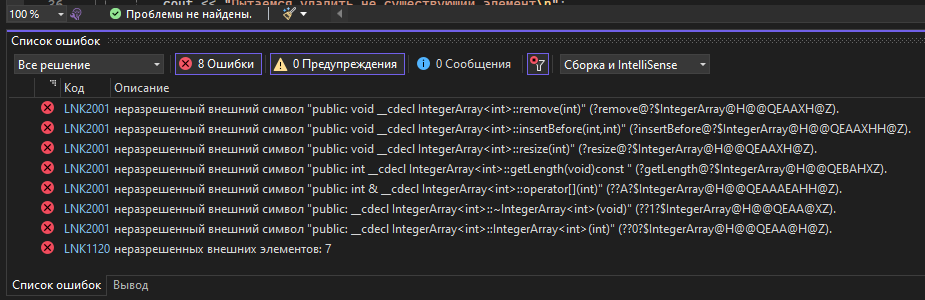 36 cout << "Пытаемся удалить не существующий элемент\n";
100 % Проблемы не найдены.
Список ошибок
Все решение 8 Ошибки 0 Предупреждения 0 Сообщения Сборка и IntelliSense
Код Описание
LNK2001 неразрешенный внешний символ "public: void __cdecl IntegerArray<int>::remove(int)" (?remove@?$IntegerArray@H@@QEAAXH@Z).
LNK2001 неразрешенный внешний символ "public: void __cdecl IntegerArray<int>::insertBefore(int,int)" (?insertBefore@?$IntegerArray@H@@QEAAXHH@Z).
LNK2001 неразрешенный внешний символ "public: void __cdecl IntegerArray<int>::resize(int)" (?resize@?$IntegerArray@H@@QEAAXH@Z).
LNK2001 неразрешенный внешний символ "public: int __cdecl IntegerArray<int>::getLength(void)const " (?getLength@?$IntegerArray@H@@QEBAHXZ).
LNK2001 неразрешенный внешний символ "public: int & __cdecl IntegerArray<int>::operator[](int)" (??A?$IntegerArray@H@@QEAAAEAHH@Z).
LNK2001 неразрешенный внешний символ "public: __cdecl IntegerArray<int>::~IntegerArray<int>(void)" (??1?$IntegerArray@H@@QEAA@XZ).
LNK2001 неразрешенный внешний символ "public: __cdecl IntegerArray<int>::IntegerArray<int>(int)" (??0?$IntegerArray@H@@QEAA@H@Z).
LNK1120 неразрешенных внешних элементов: 7
Список ошибок Вывод